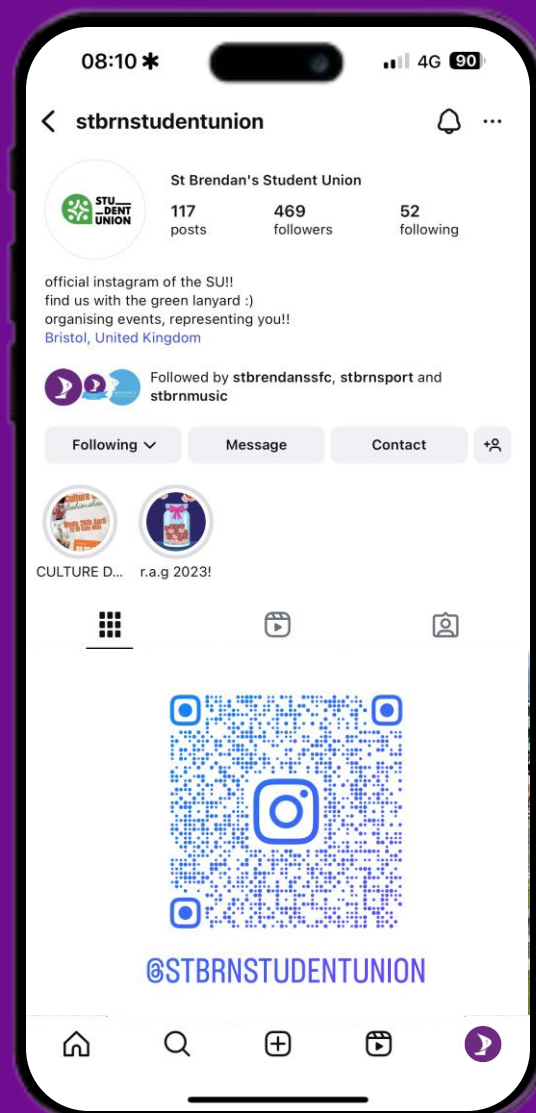 08:10 ✱ 4G 90
stbrnstudentunion
STU__
_DENT
UNION
St Brendan's Student Union
117 469 52
posts followers following
official instagram of the SU!!
find us with the green lanyard :)
organising events, representing you!!
Bristol, United Kingdom
Followed by stbrendanssfc, stbrnsport and
stbrnmusic
Following Message Contact
CULTURE D... r.a.g 2023!
@STBRNSTUDENTUNION